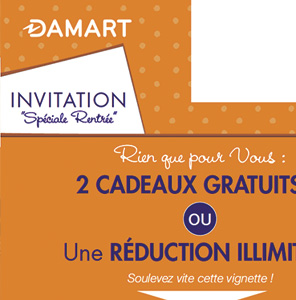 DAMART
INVITATION
"Spéciale Rentrée"
Rien que pour Vous :
2 CADEAUX GRATUITS
OU
Une RÉDUCTION ILLIMIT
Soulevez vite cette vignette !